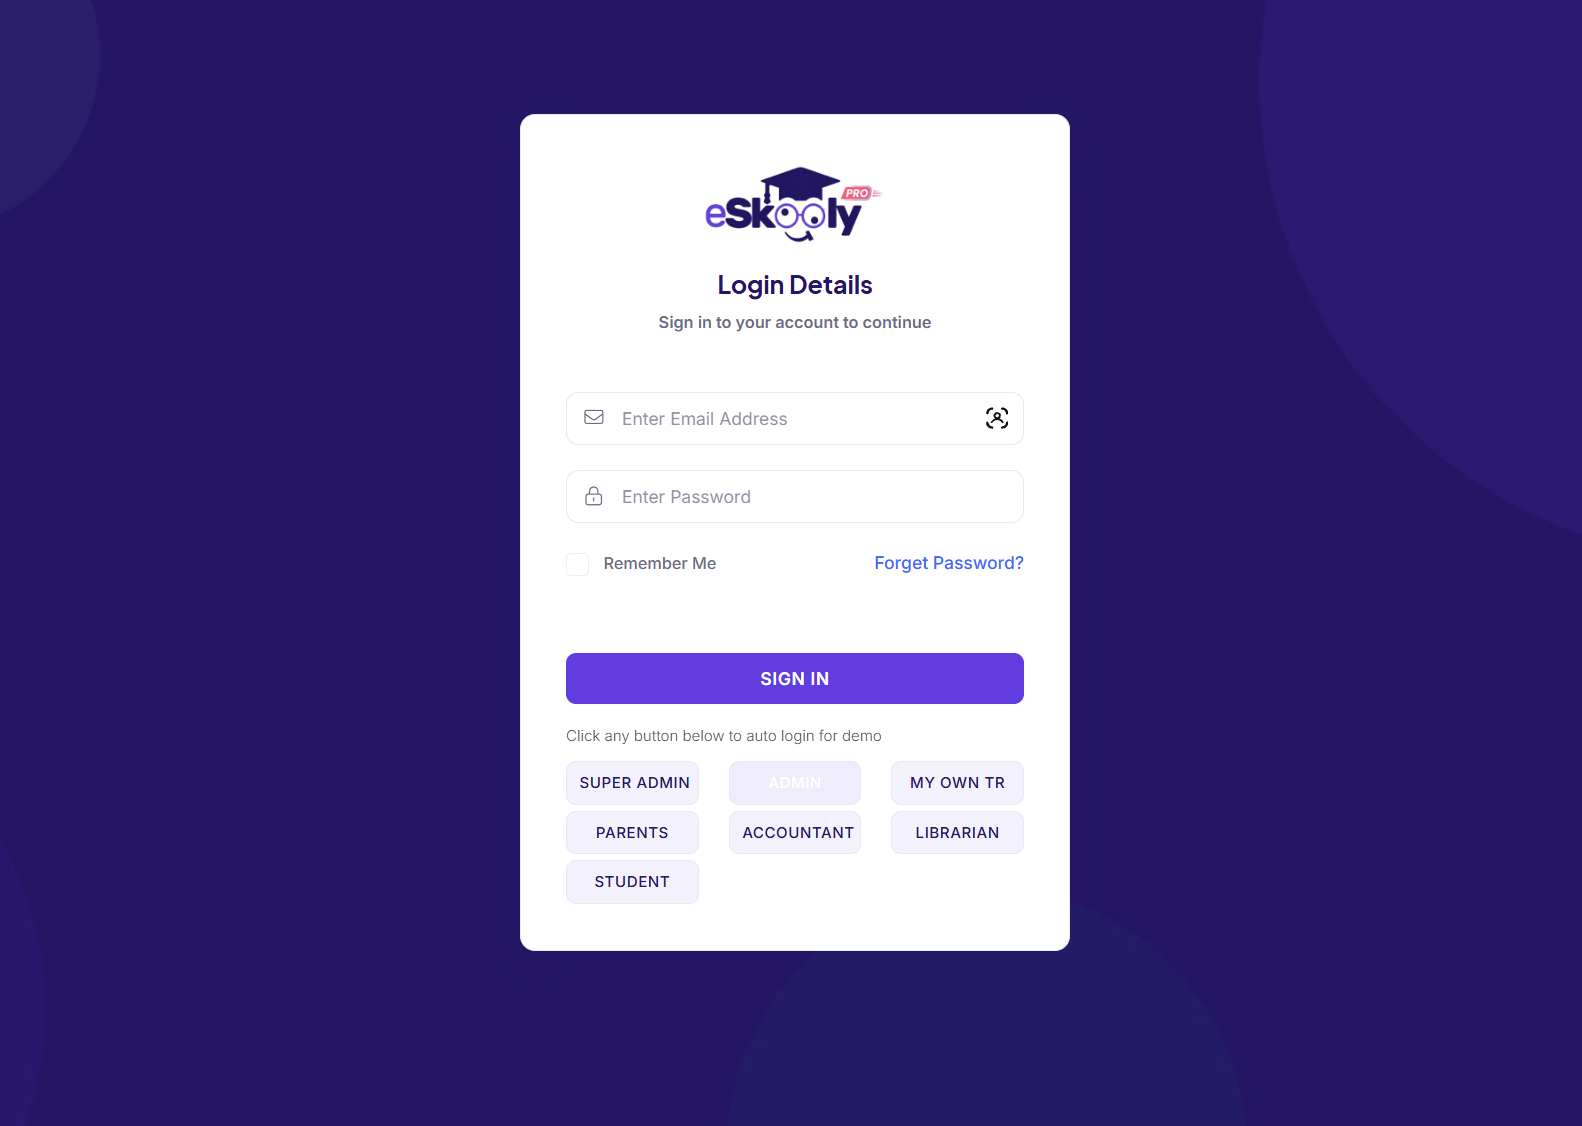 eSkooly PRO
Login Details
Sign in to your account to continue
Enter Email Address
Enter Password
Remember Me
Forget Password?
SIGN IN
Click any button below to auto login for demo
SUPER ADMIN
ADMIN
MY OWN TR
PARENTS
ACCOUNTANT
LIBRARIAN
STUDENT